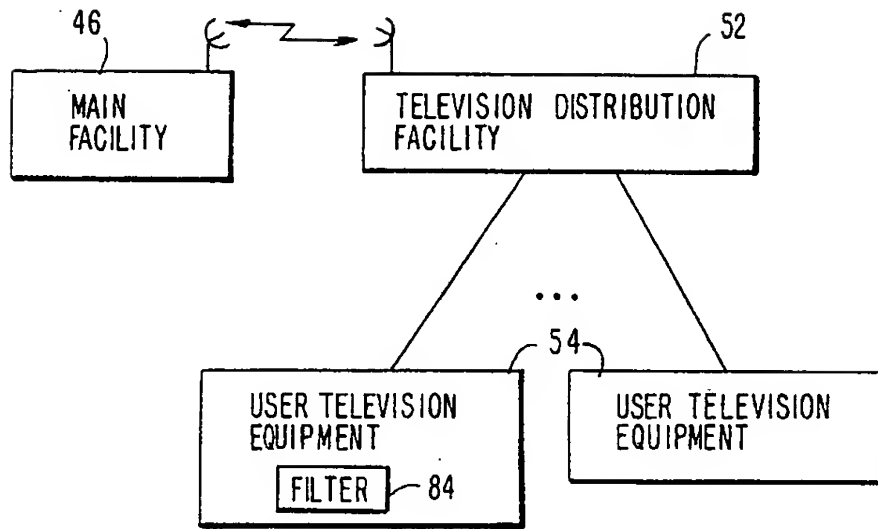 46
52
MAIN
FACILITY
TELEVISION DISTRIBUTION
FACILITY
...
54
USER TELEVISION
EQUIPMENT
FILTER
84
USER TELEVISION
EQUIPMENT